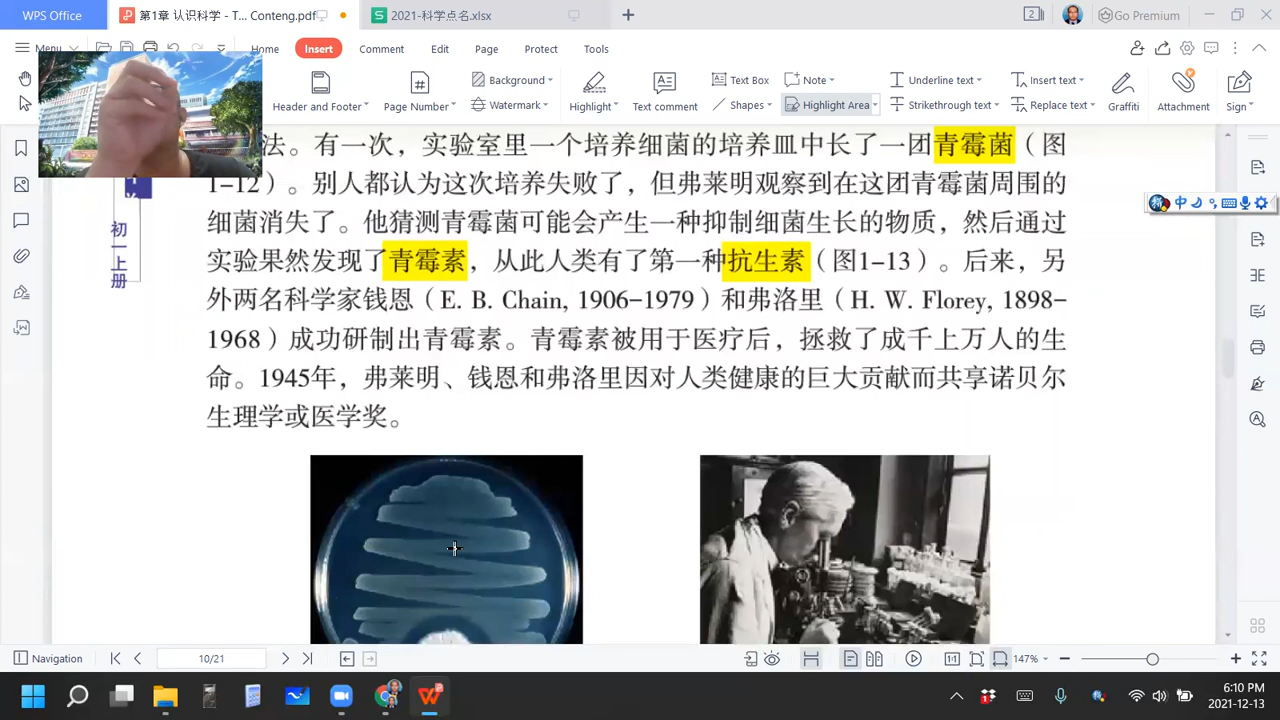 WPS Office
第1章 认识科学 - T... Conteng.pdf
2021-科学点名.xlsx
2
Go Premium
Menu
Home
Insert
Comment
Edit
Page
Protect
Tools
Header and Footer
Page Number
Background
Watermark
Highlight
Text comment
Text Box
Note
Highlight Area
Underline text
Strikethrough text
Insert text
Replace text
Graffiti
Attachment
Sign
法。有一次，实验室里一个培养细菌的培养皿中长了一团青霉菌（图
1-12）。别人都认为这次培养失败了，但弗莱明观察到在这团青霉菌周围的
细菌消失了。他猜测青霉菌可能会产生一种抑制细菌生长的物质，然后通过
实验果然发现了青霉素，从此人类有了第一种抗生素（图1-13）。后来，另
外两名科学家钱恩（E. B. Chain, 1906-1979）和弗洛里（H. W. Florey, 1898-
1968）成功研制出青霉素。青霉素被用于医疗后，拯救了成千上万人的生
命。1945年，弗莱明、钱恩和弗洛里因对人类健康的巨大贡献而共享诺贝尔
生理学或医学奖。
初一上册
中
Navigation
10/21
147%
6:10 PM
2021-12-13